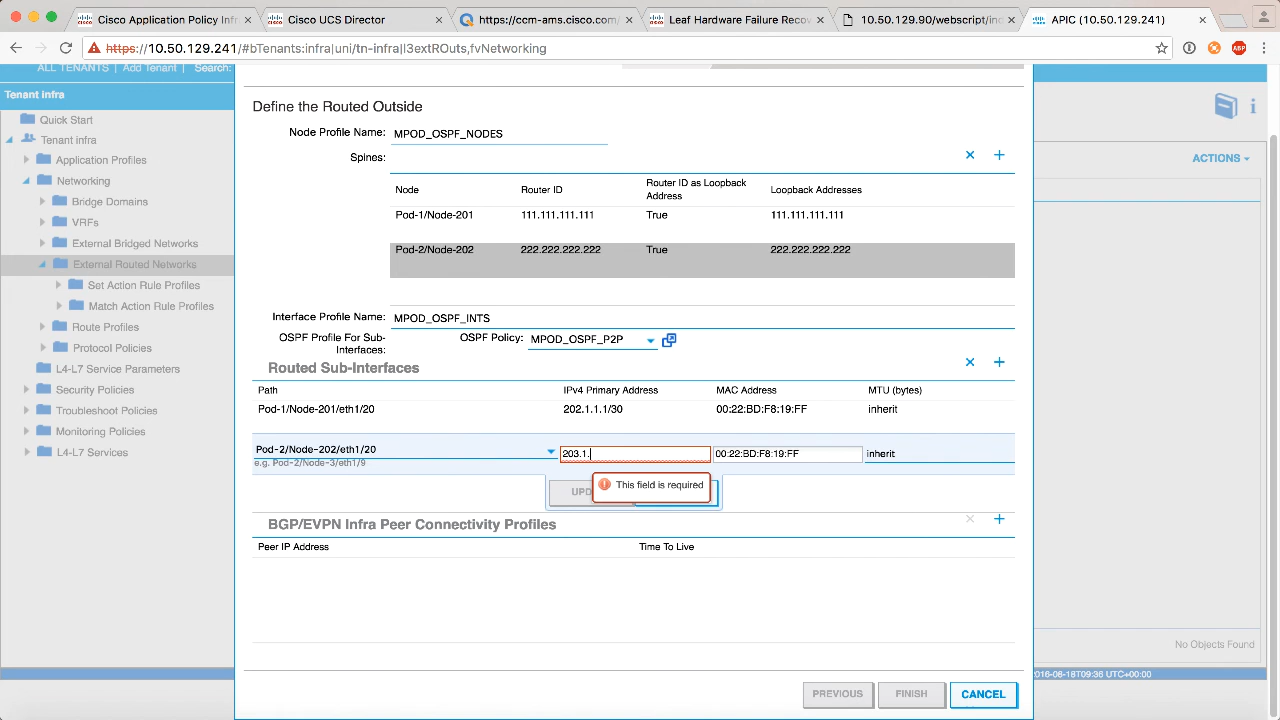 Cisco Application Policy Inf
Cisco UCS Director
https://ccm-ams.cisco.com/
Leaf Hardware Failure Recov
10.50.129.90/webscript/ind
APIC (10.50.129.241)
https://10.50.129.241/#bTenants:infra|uni/tn-infra|l3extROuts,fvNetworking
ABP
ALL TENANTS | Add Tenant | Search:
Tenant infra
Quick Start
Tenant infra
Application Profiles
Networking
Bridge Domains
VRFs
External Bridged Networks
External Routed Networks
Set Action Rule Profiles
Match Action Rule Profiles
Route Profiles
Protocol Policies
L4-L7 Service Parameters
Security Policies
Troubleshoot Policies
Monitoring Policies
L4-L7 Services
Define the Routed Outside
Node Profile Name: MPOD_OSPF_NODES
Spines:
Node Router ID Router ID as Loopback Address Loopback Addresses
Pod-1/Node-201 111.111.111.111 True 111.111.111.111
Pod-2/Node-202 222.222.222.222 True 222.222.222.222
Interface Profile Name: MPOD_OSPF_INTS
OSPF Profile For Sub-Interfaces: OSPF Policy: MPOD_OSPF_P2P
Routed Sub-Interfaces
Path IPv4 Primary Address MAC Address MTU (bytes)
Pod-1/Node-201/eth1/20 202.1.1.1/30 00:22:BD:F8:19:FF inherit
Pod-2/Node-202/eth1/20 203.1. 00:22:BD:F8:19:FF inherit
e.g. Pod-2/Node-3/eth1/9
UPD
This field is required
BGP/EVPN Infra Peer Connectivity Profiles
Peer IP Address Time To Live
PREVIOUS FINISH CANCEL
ACTIONS
No Objects Found
016-08-18T09:36 UTC+00:00